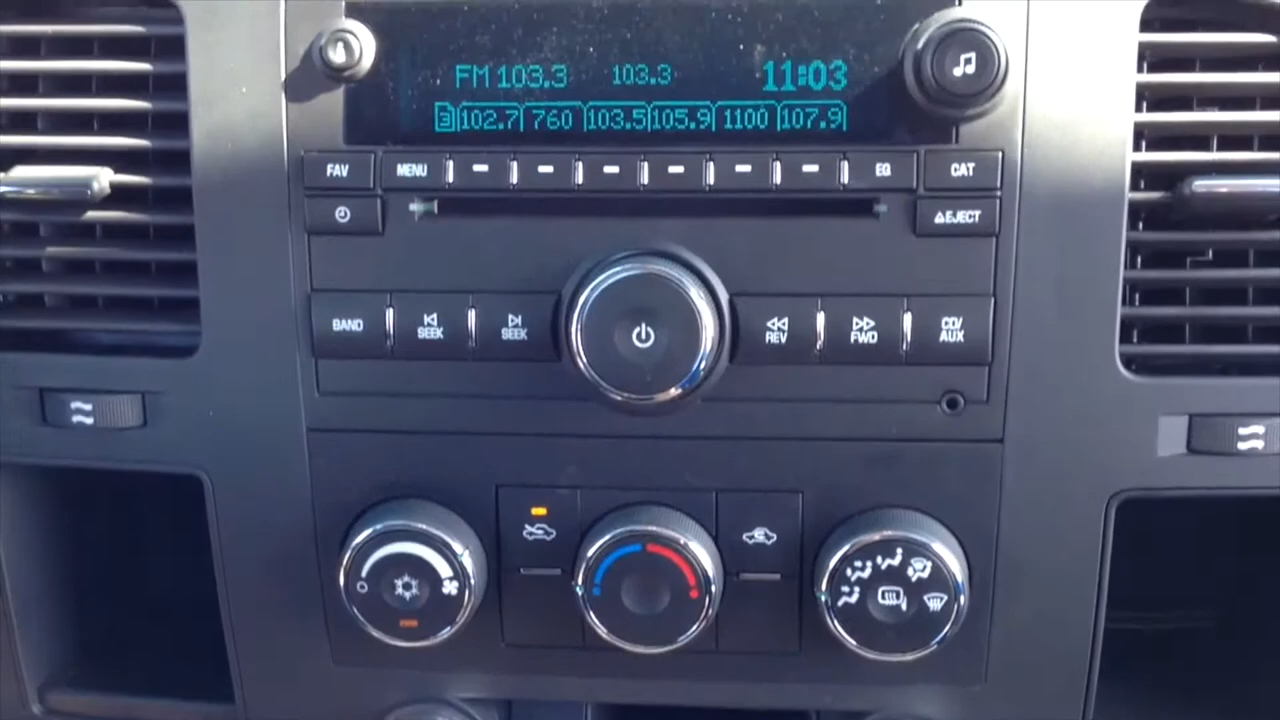 FM 103.3 103.3 11:03
3 102.7 760 103.5 105.9 1100 107.9
FAV MENU EQ CAT
EJECT
BAND SEEK SEEK REV FWD CD/
AUX